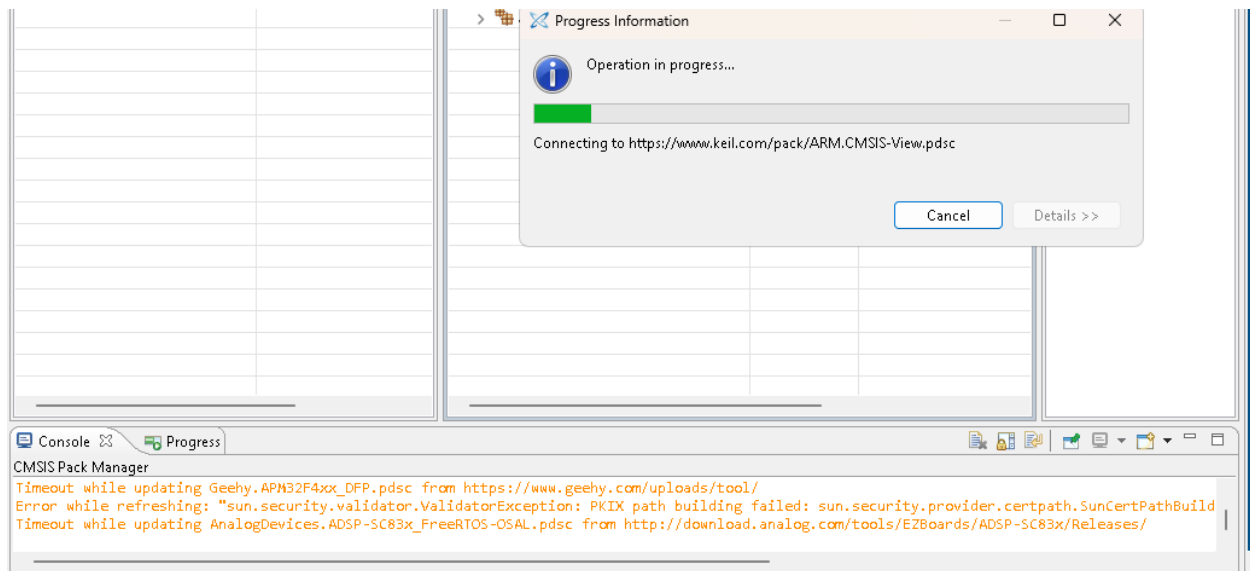 Progress Information
Operation in progress...
Connecting to https://www.keil.com/pack/ARM.CMSIS-View.pdsc
Cancel
Details >>
Console
Progress
CMSIS Pack Manager
Timeout while updating Geehy.APM32F4xx_DFP.pdsc from https://www.geehy.com/uploads/tool/
Error while refreshing: "sun.security.validator.ValidatorException: PKIX path building failed: sun.security.provider.certpath.SunCertPathBuild
Timeout while updating AnalogDevices.ADSP-SC83x_FreeRTOS-OSAL.pdsc from http://download.analog.com/tools/EZBoards/ADSP-SC83x/Releases/